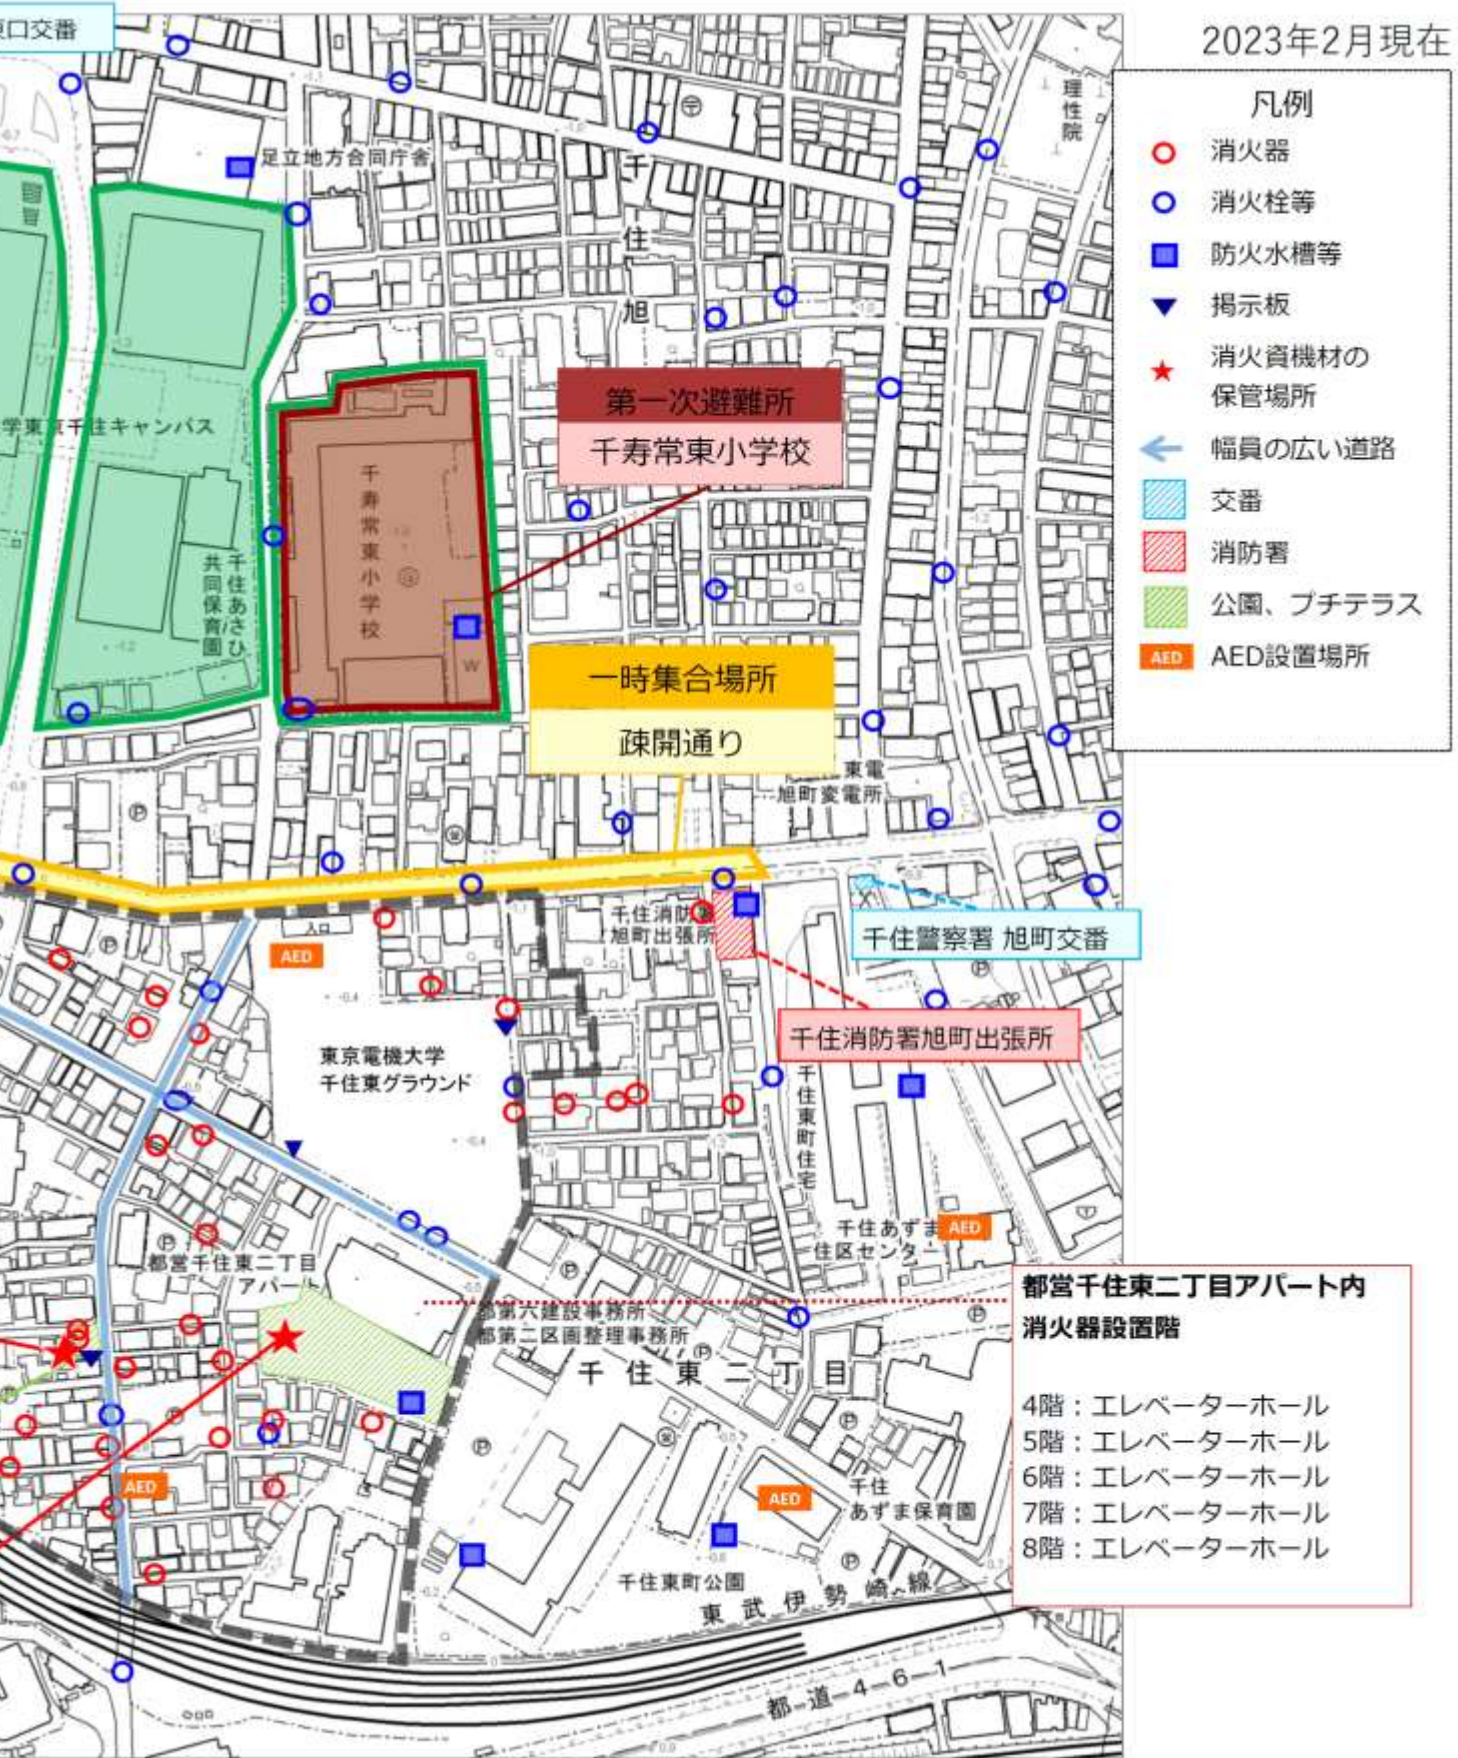 口交番
2023年2月現在
凡例
消火器
消火栓等
防火水槽等
掲示板
消火資機材の
保管場所
幅員の広い道路
交番
消防署
公園、プチテラス
AED
AED設置場所
理性院
足立地方合同庁舎
千住旭
学東京千住キャンパス
第一次避難所
千寿常東小学校
千寿常東小学校
千住あさひ
共同保育園
W
一時集合場所
疎開通り
東電
旭町変電所
千住消防署
旭町出張所
入口
AED
千住警察署 旭町交番
千住消防署旭町出張所
東京電機大学
千住東グラウンド
千住東町住宅
千住あずま
住区センター
AED
都営千住東二丁目
アパート
都第六建設事務所
都第二区画整理事務所
千住東二丁目
都営千住東二丁目アパート内
消火器設置階
4階：エレベーターホール
5階：エレベーターホール
6階：エレベーターホール
7階：エレベーターホール
8階：エレベーターホール
AED
AED
千住
あずま保育園
千住東町公園
東武伊勢崎線
都道461